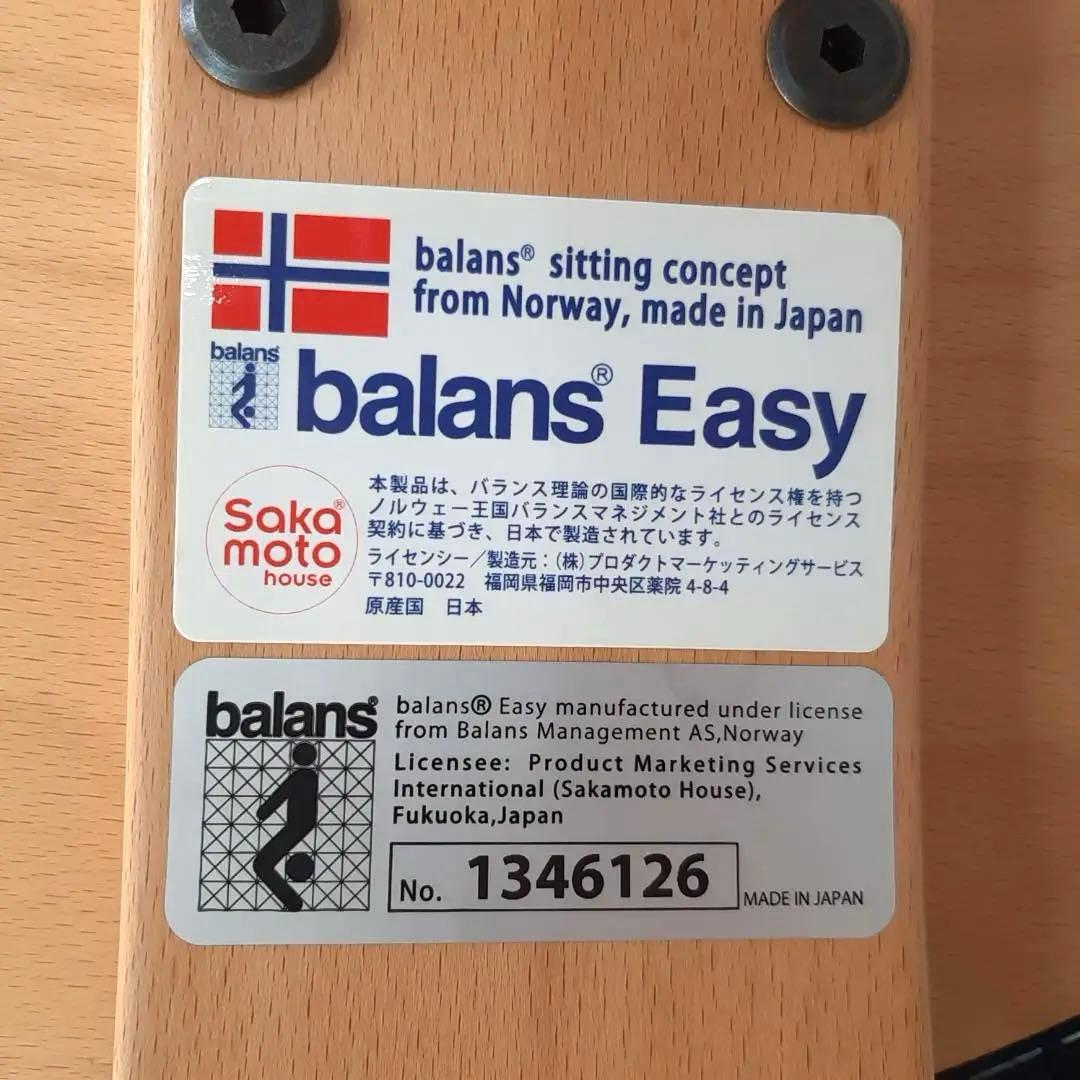 balans® sitting concept
from Norway, made in Japan
balans
balans® Easy
Saka®
moto
house
本製品は、バランス理論の国際的なライセンス権を持つ
ノルウェー王国バランスマネジメント社とのライセンス
契約に基づき、日本で製造されています。
ライセンシー／製造元：（株）プロダクトマーケッティングサービス
〒810-0022 福岡県福岡市中央区薬院 4-8-4
原産国 日本
balans®
balans® Easy manufactured under license
from Balans Management AS,Norway
Licensee: Product Marketing Services
International (Sakamoto House),
Fukuoka,Japan
No. 1346126
MADE IN JAPAN